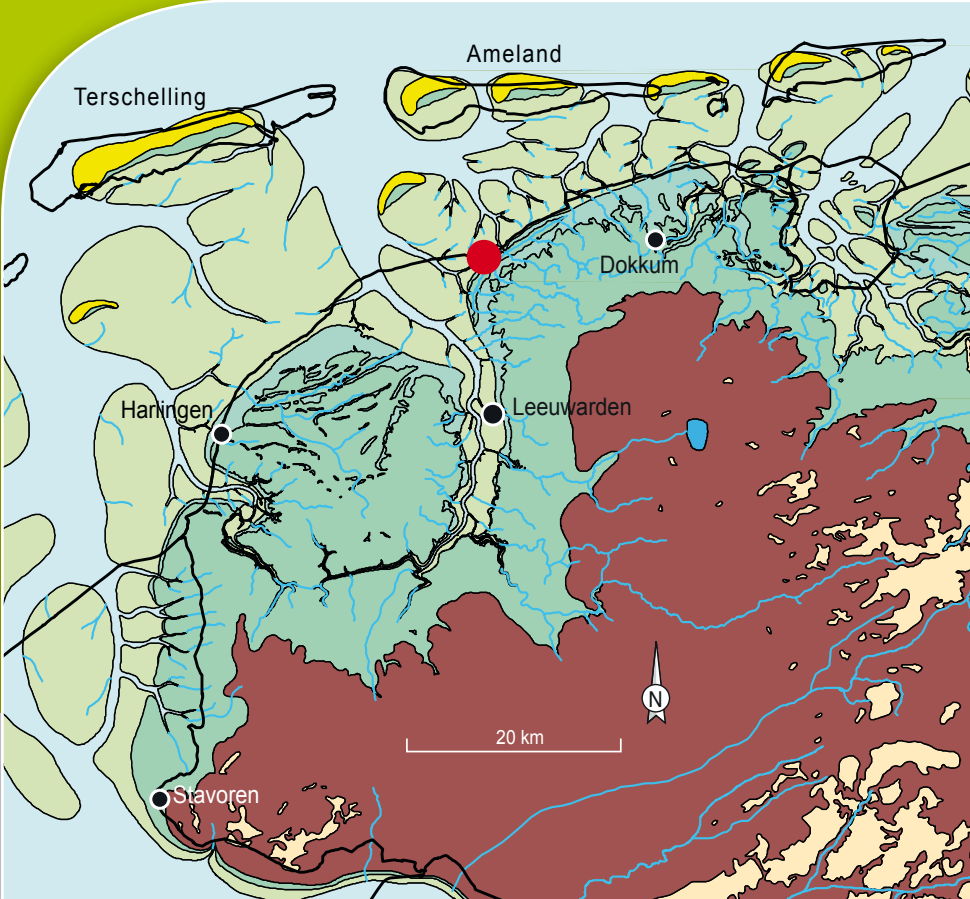 Ameland
Terschelling
Dokkum
Harlingen
Leeuwarden
N
20 km
Stavoren